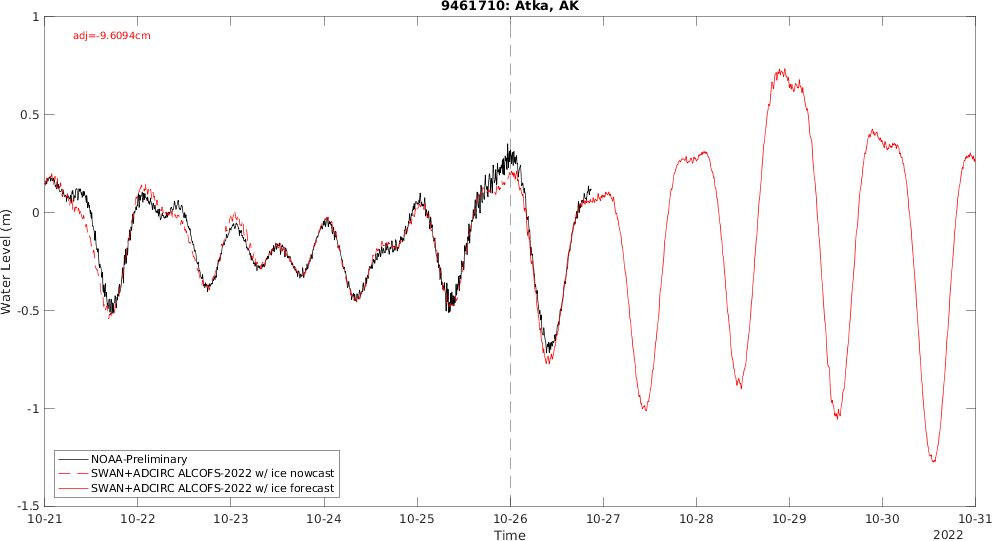 9461710: Atka, AK
adj=-9.6094cm
Water Level (m)
1
0.5
0
-0.5
-1
-1.5
NOAA-Preliminary
SWAN+ADCIRC ALCOFS-2022 w/ ice nowcast
SWAN+ADCIRC ALCOFS-2022 w/ ice forecast
10-21 10-22 10-23 10-24 10-25 10-26 10-27 10-28 10-29 10-30 10-31
Time
2022